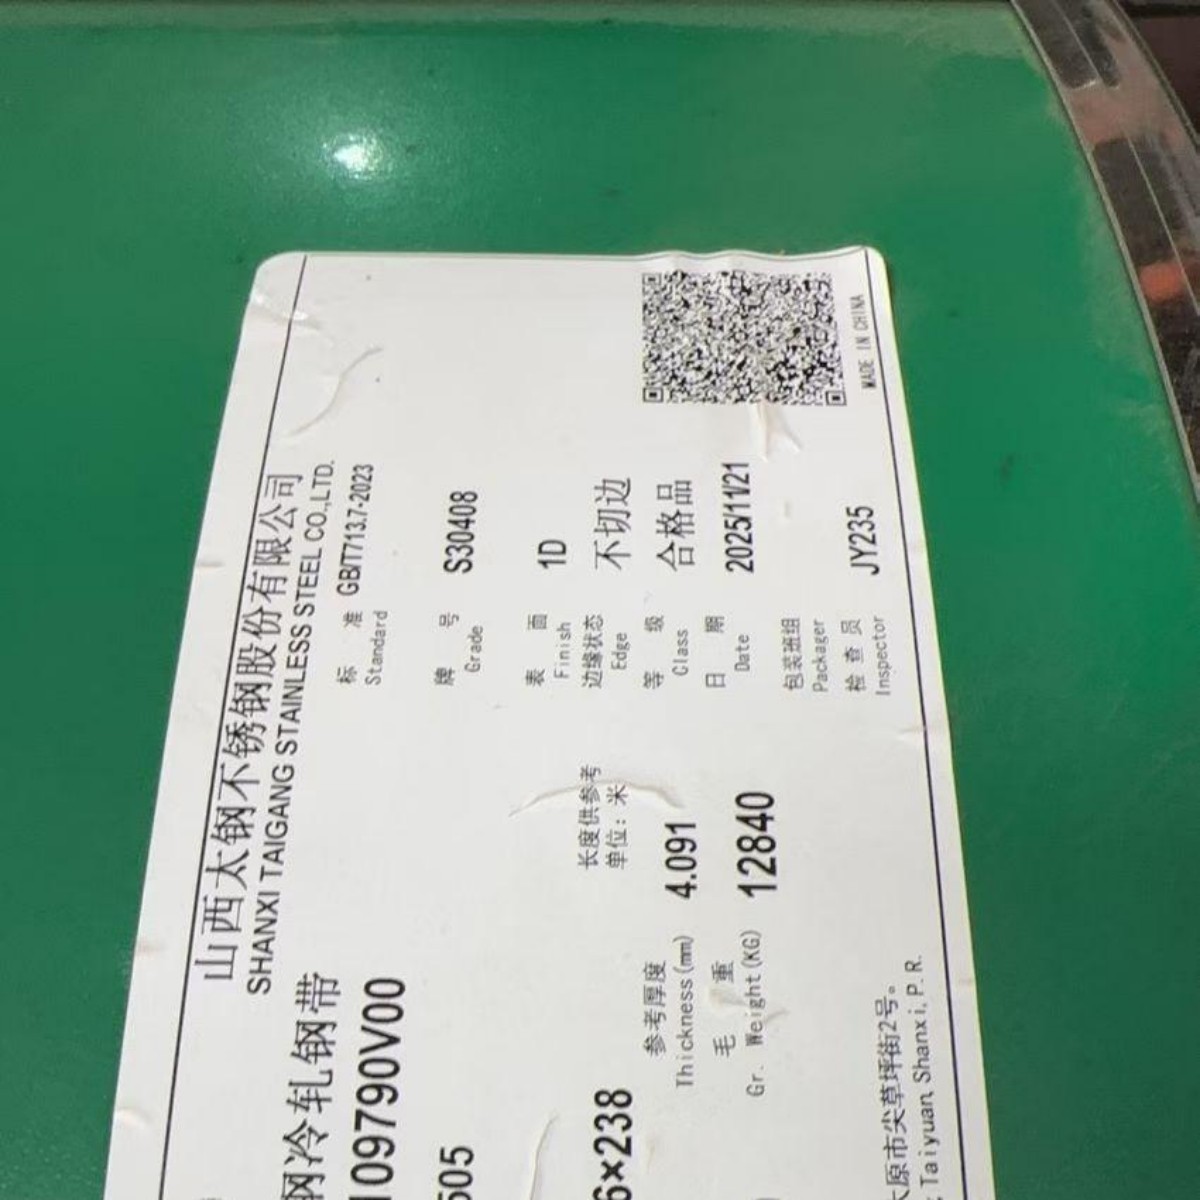 山西太钢不锈钢股份有限公司
SHANXI TAIGANG STAINLESS STEEL CO.,LTD.
钢冷轧钢带
109790V00
标 准 GB/T713.7-2023
Standard
牌 号 S30408
Grade
505
表 面 1D
Finish
长度供参考
单位：米
边缘状态 不切边
Edge
6×238
参考厚度 4.091
Thickness(mm)
等 级 合格品
Class
毛 重 12840
Gr. Weight(KG)
日 期 2025/11/21
Date
包装班组
Packager
检 查 员 JY235
Inspector
MADE IN CHINA
原市尖草坪街2号。
Taiyuan, Shanxi, P.R.